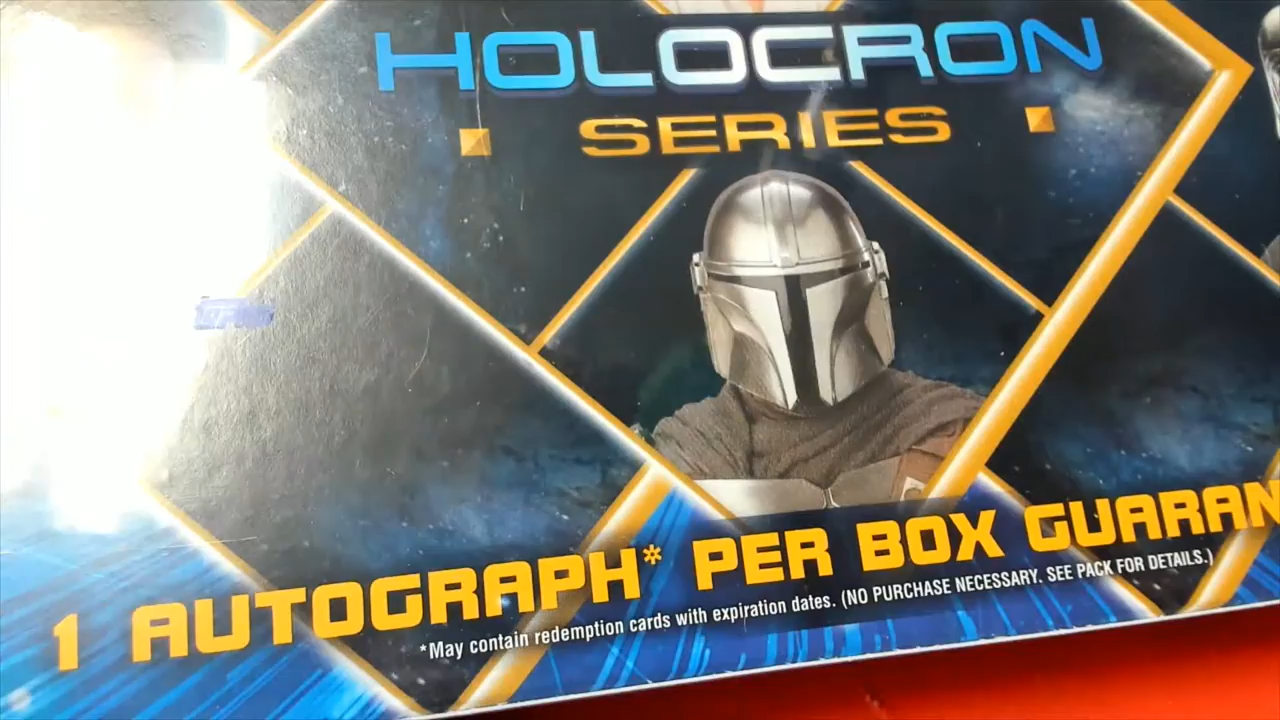 HOLOCRON
SERIES
1 AUTOGRAPH* PER BOX GUARAN
*May contain redemption cards with expiration dates. (NO PURCHASE NECESSARY. SEE PACK FOR DETAILS.)